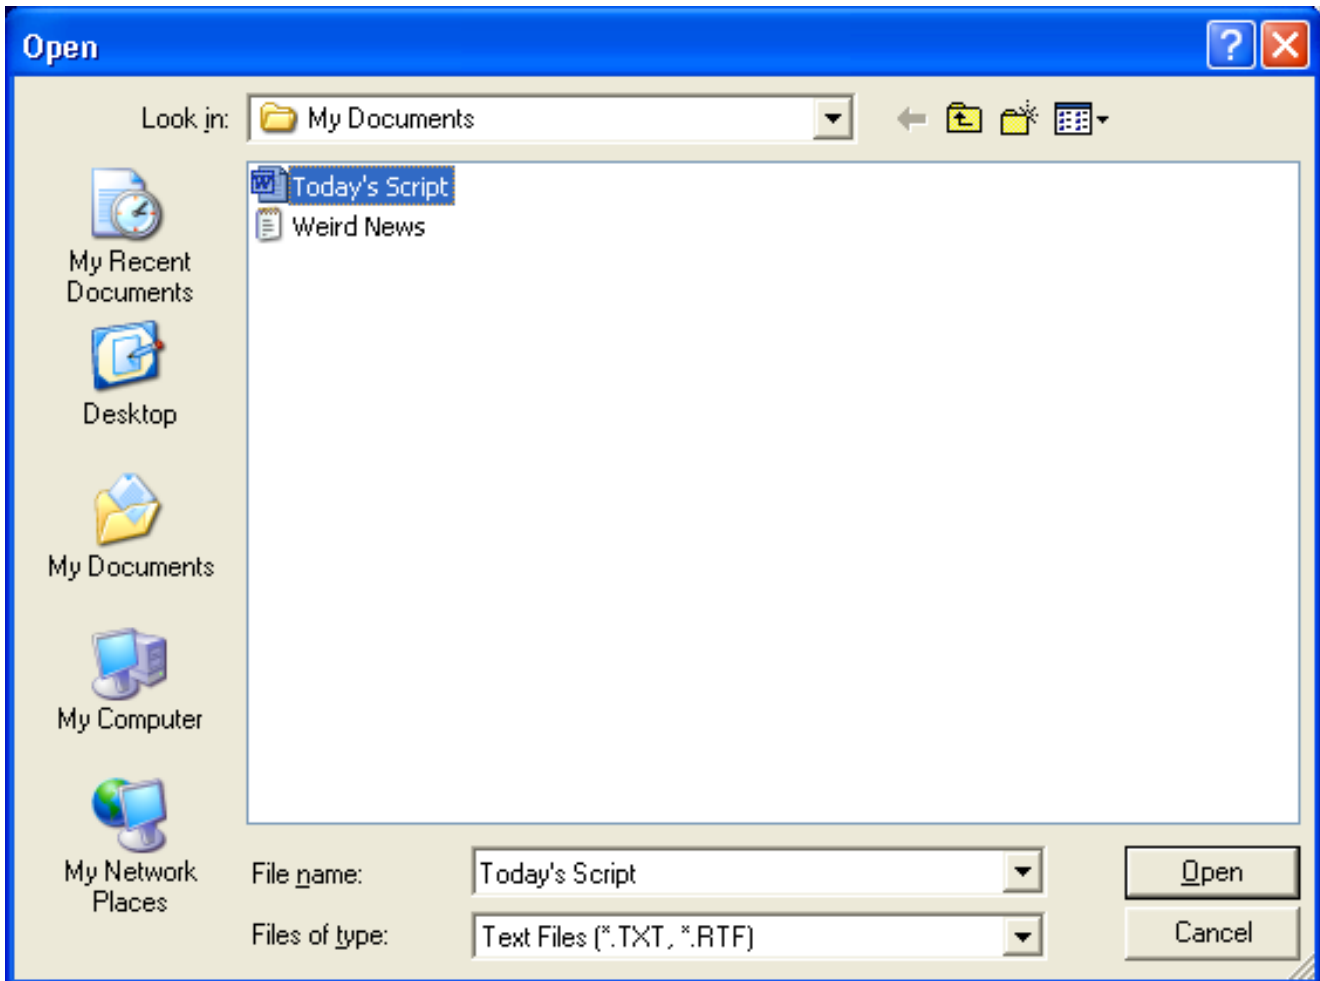 Open
Look in: My Documents
Today's Script
Weird News
My Recent
Documents
Desktop
My Documents
My Computer
My Network
Places
File name: Today's Script Open
Files of type: Text Files (*.TXT, *.RTF) Cancel